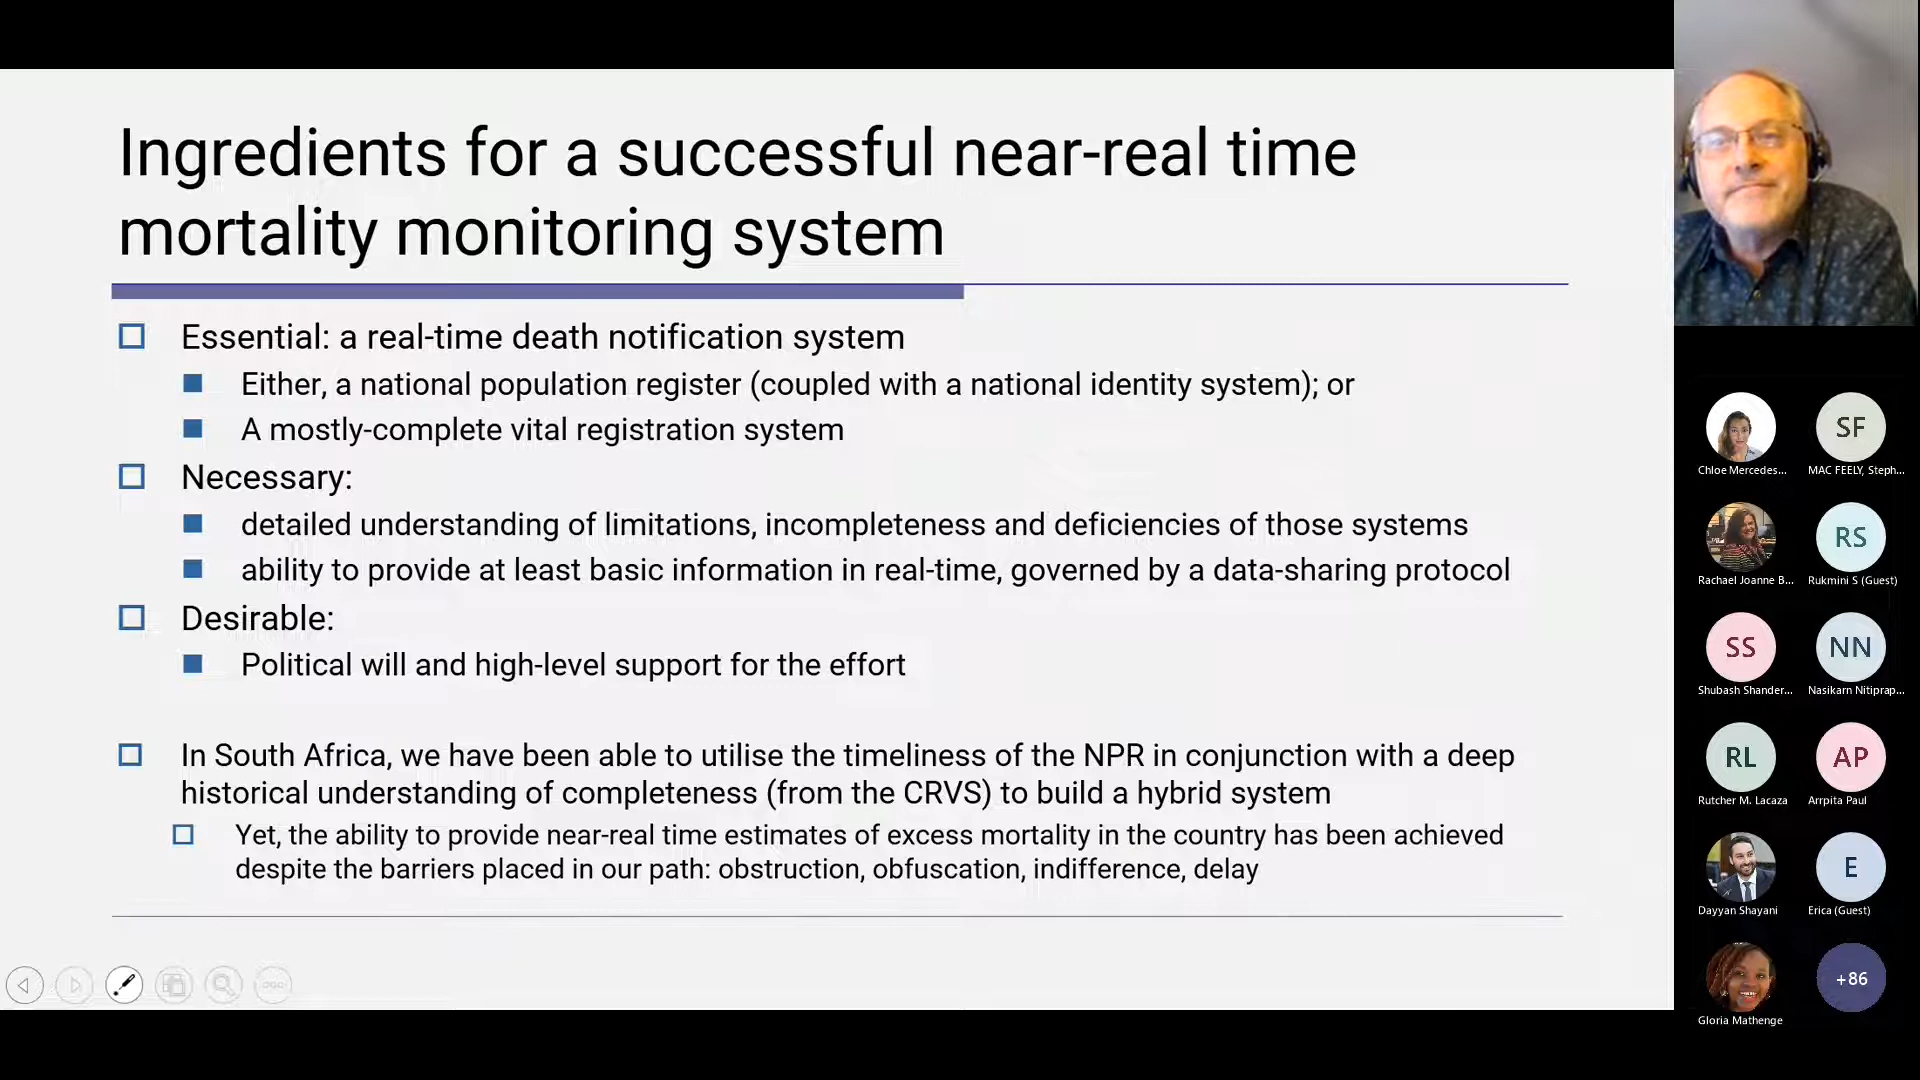 Ingredients for a successful near-real time
mortality monitoring system
Essential: a real-time death notification system
Either, a national population register (coupled with a national identity system); or
A mostly-complete vital registration system
Necessary:
detailed understanding of limitations, incompleteness and deficiencies of those systems
ability to provide at least basic information in real-time, governed by a data-sharing protocol
Desirable:
Political will and high-level support for the effort
In South Africa, we have been able to utilise the timeliness of the NPR in conjunction with a deep
historical understanding of completeness (from the CRVS) to build a hybrid system
Yet, the ability to provide near-real time estimates of excess mortality in the country has been achieved
despite the barriers placed in our path: obstruction, obfuscation, indifference, delay
SF
Chloe Mercedes...
MAC FEELY, Steph...
RS
Rachael Joanne B...
Rukmini S (Guest)
SS
NN
Shubash Shander...
Nasikarn Nitiprap...
RL
AP
Rutcher M. Lacaza
Arrpita Paul
E
Dayyan Shayani
Erica (Guest)
+86
Gloria Mathenge